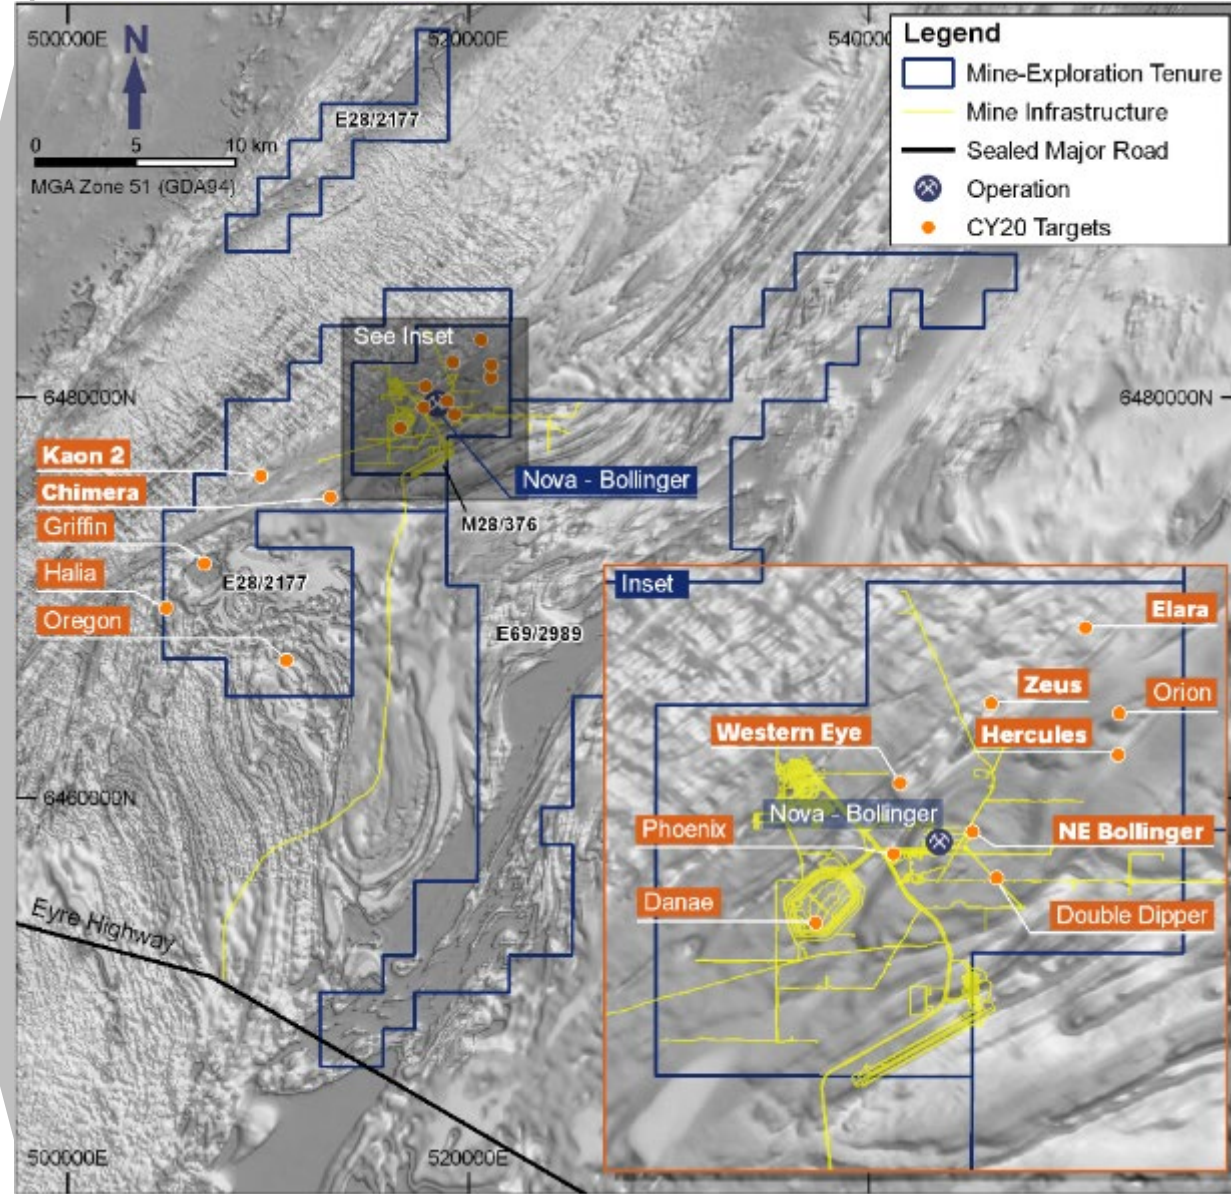 500000E
N
520000E
54000
Legend
Mine-Exploration Tenure
Mine Infrastructure
Sealed Major Road
Operation
CY20 Targets
0 5 10 km
MGA Zone 51 (GDA94)
E28/2177
See Inset
6480000N
6480000N
Kaon 2
Chimera
Griffin
Halia
Oregon
Nova - Bollinger
M28/376
E28/2177
E69/2989
6460000N
Eyre Highway
500000E
520000E
Inset
Elara
Zeus
Orion
Western Eye
Hercules
Nova - Bollinger
Phoenix
NE Bollinger
Danae
Double Dipper